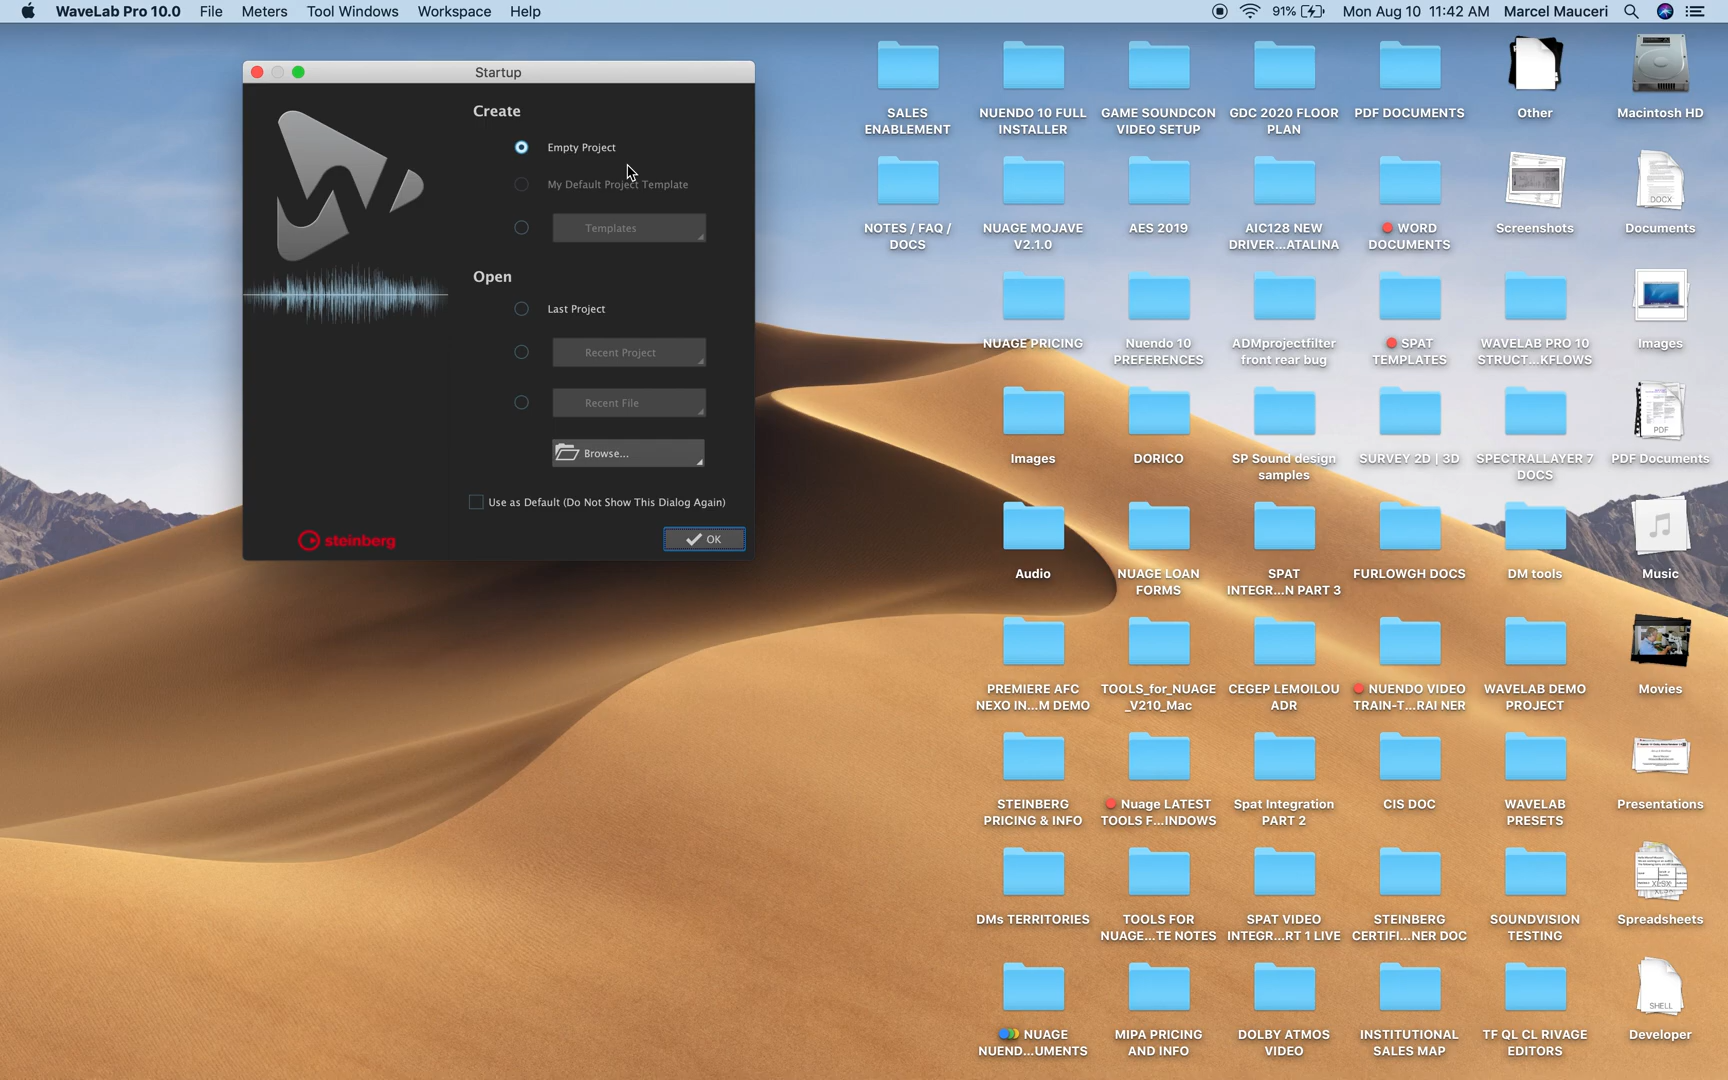 WaveLab Pro 10.0 File Meters Tool Windows Workspace Help 91% Mon Aug 10 11:42 AM Marcel Mauceri
Startup
Create
Empty Project
My Default Project Template
Templates
Open
Last Project
Recent Project
Recent File
Browse...
Use as Default (Do Not Show This Dialog Again)
steinberg
OK
SALES
ENABLEMENT
NUENDO 10 FULL
INSTALLER
GAME SOUNDCON
VIDEO SETUP
GDC 2020 FLOOR
PLAN
PDF DOCUMENTS
Other
Macintosh HD
NOTES / FAQ /
DOCS
NUAGE MOJAVE
V2.1.0
AES 2019
AIC128 NEW
DRIVER...ATALINA
WORD
DOCUMENTS
Screenshots
DOCX
Documents
NUAGE PRICING
Nuendo 10
PREFERENCES
ADMprojectfilter
front rear bug
SPAT
TEMPLATES
WAVELAB PRO 10
STRUCT...KFLOWS
Images
Images
DORICO
SP Sound design
samples
SURVEY 2D | 3D
SPECTRALLAYER 7
DOCS
PDF
PDF Documents
Audio
NUAGE LOAN
FORMS
SPAT
INTEGR...N PART 3
FURLOWGH DOCS
DM tools
Music
PREMIERE AFC
NEXO IN...M DEMO
TOOLS_for_NUAGE
_V210_Mac
CEGEP LEMOILOU
ADR
NUENDO VIDEO
TRAIN-T...RAI NER
WAVELAB DEMO
PROJECT
Movies
STEINBERG
PRICING & INFO
Nuage LATEST
TOOLS F...INDOWS
Spat Integration
PART 2
CIS DOC
WAVELAB
PRESETS
Presentations
DMs TERRITORIES
TOOLS FOR
NUAGE...TE NOTES
SPAT VIDEO
INTEGR...RT 1 LIVE
STEINBERG
CERTIFI...NER DOC
SOUNDVISION
TESTING
XLSX
Spreadsheets
NUAGE
NUEND...UMENTS
MIPA PRICING
AND INFO
DOLBY ATMOS
VIDEO
INSTITUTIONAL
SALES MAP
TF QL CL RIVAGE
EDITORS
SHELL
Developer